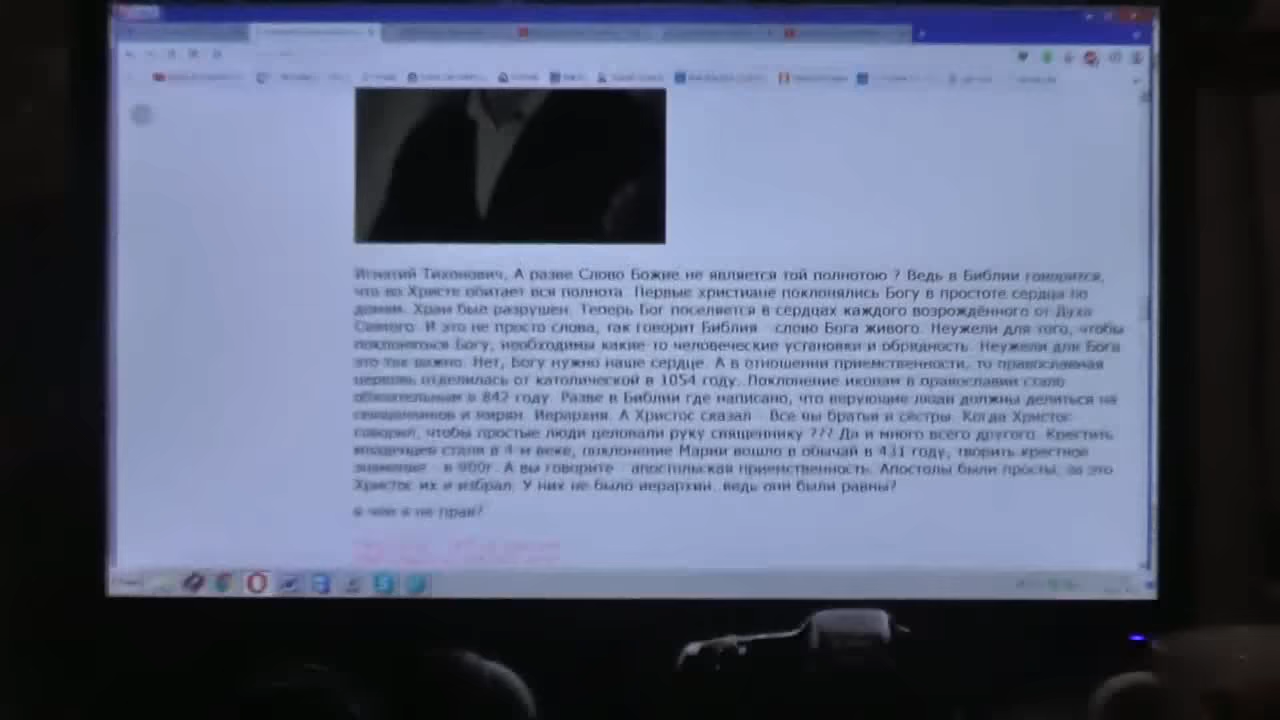 Игнатий Тихонович, А разве Слово Божие не является той полнотою ? Ведь в Библии говорится,
что во Христе обитает вся полнота. Первые христиане поклонялись Богу в простоте сердца по
домам. Храм был разрушен. Теперь Бог поселяется в сердцах каждого возрождённого от Духа
Святого. И это не просто слова, так говорит Библия - слово Бога живого. Неужели для того, чтобы
поклоняться Богу, необходимы какие-то человеческие установки и обрядность. Неужели для Бога
это так важно. Нет, Богу нужно наше сердце. А в отношении приемственности, то православная
церковь отделилась от католической в 1054 году. Поклонение иконам в православии стало
обязательным в 842 году. Разве в Библии где написано, что верующие люди должны делиться на
священников и мирян. Иерархия. А Христос сказал - Все вы братья и сёстры. Когда Христос
говорил, чтобы простые люди целовали руку священнику ??? Да и много всего другого. Крестить
младенцев стали в 4-м веке, поклонение Марии вошло в обычай в 431 году, творить крестное
знамение - в 900г. А вы говорите - апостольская приемственность. Апостолы были просты, за это
Христос их и избрал. У них не было иерархии..ведь они были равны?
в чём я не прав?